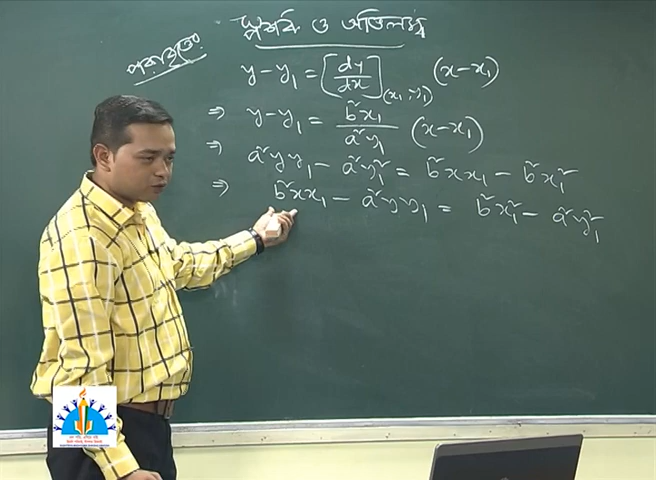 স্পর্শক ও অভিলম্ব
পরাবৃত্তের
y - y₁ = [dy/dx](x₁, y₁) (x - x₁)
⇒ y - y₁ = b²x₁/a²y₁ (x - x₁)
⇒ a²yy₁ - a²y₁² = b²xx₁ - b²x₁²
⇒ b²xx₁ - a²yy₁ = b²x₁² - a²y₁²